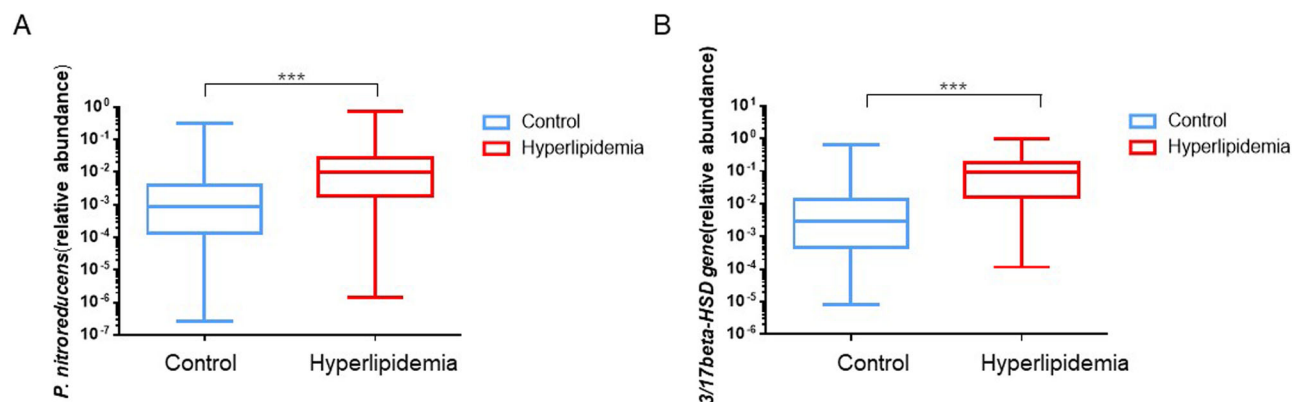 A
P. nitroreducens(relative abundance)
10^0
10^-1
10^-2
10^-3
10^-4
10^-5
10^-6
10^-7
***
Control
Hyperlipidemia
Control
Hyperlipidemia
B
3/17beta-HSD gene(relative abundance)
10^1
10^0
10^-1
10^-2
10^-3
10^-4
10^-5
10^-6
***
Control
Hyperlipidemia
Control
Hyperlipidemia